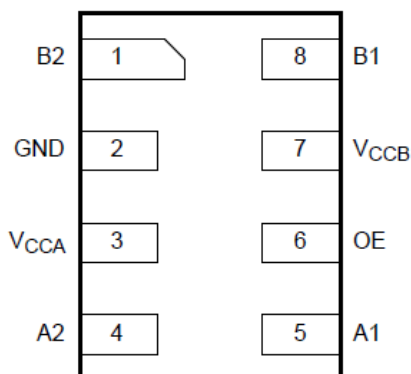 B2 1 8 B1
GND 2 7 VCCB
VCCA 3 6 OE
A2 4 5 A1